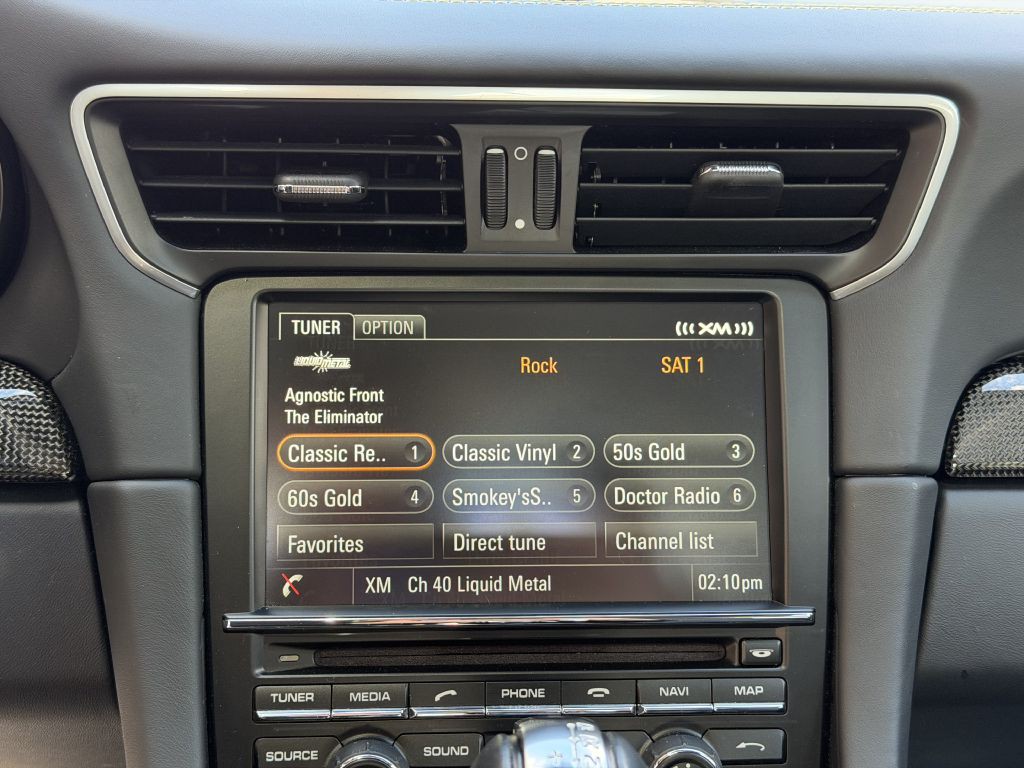 TUNER OPTION XM
LIQUID METAL Rock SAT 1
Agnostic Front
The Eliminator
Classic Re.. 1 Classic Vinyl 2 50s Gold 3
60s Gold 4 Smokey'sS.. 5 Doctor Radio 6
Favorites Direct tune Channel list
XM Ch 40 Liquid Metal 02:10pm
TUNER MEDIA PHONE NAVI MAP
SOURCE SOUND